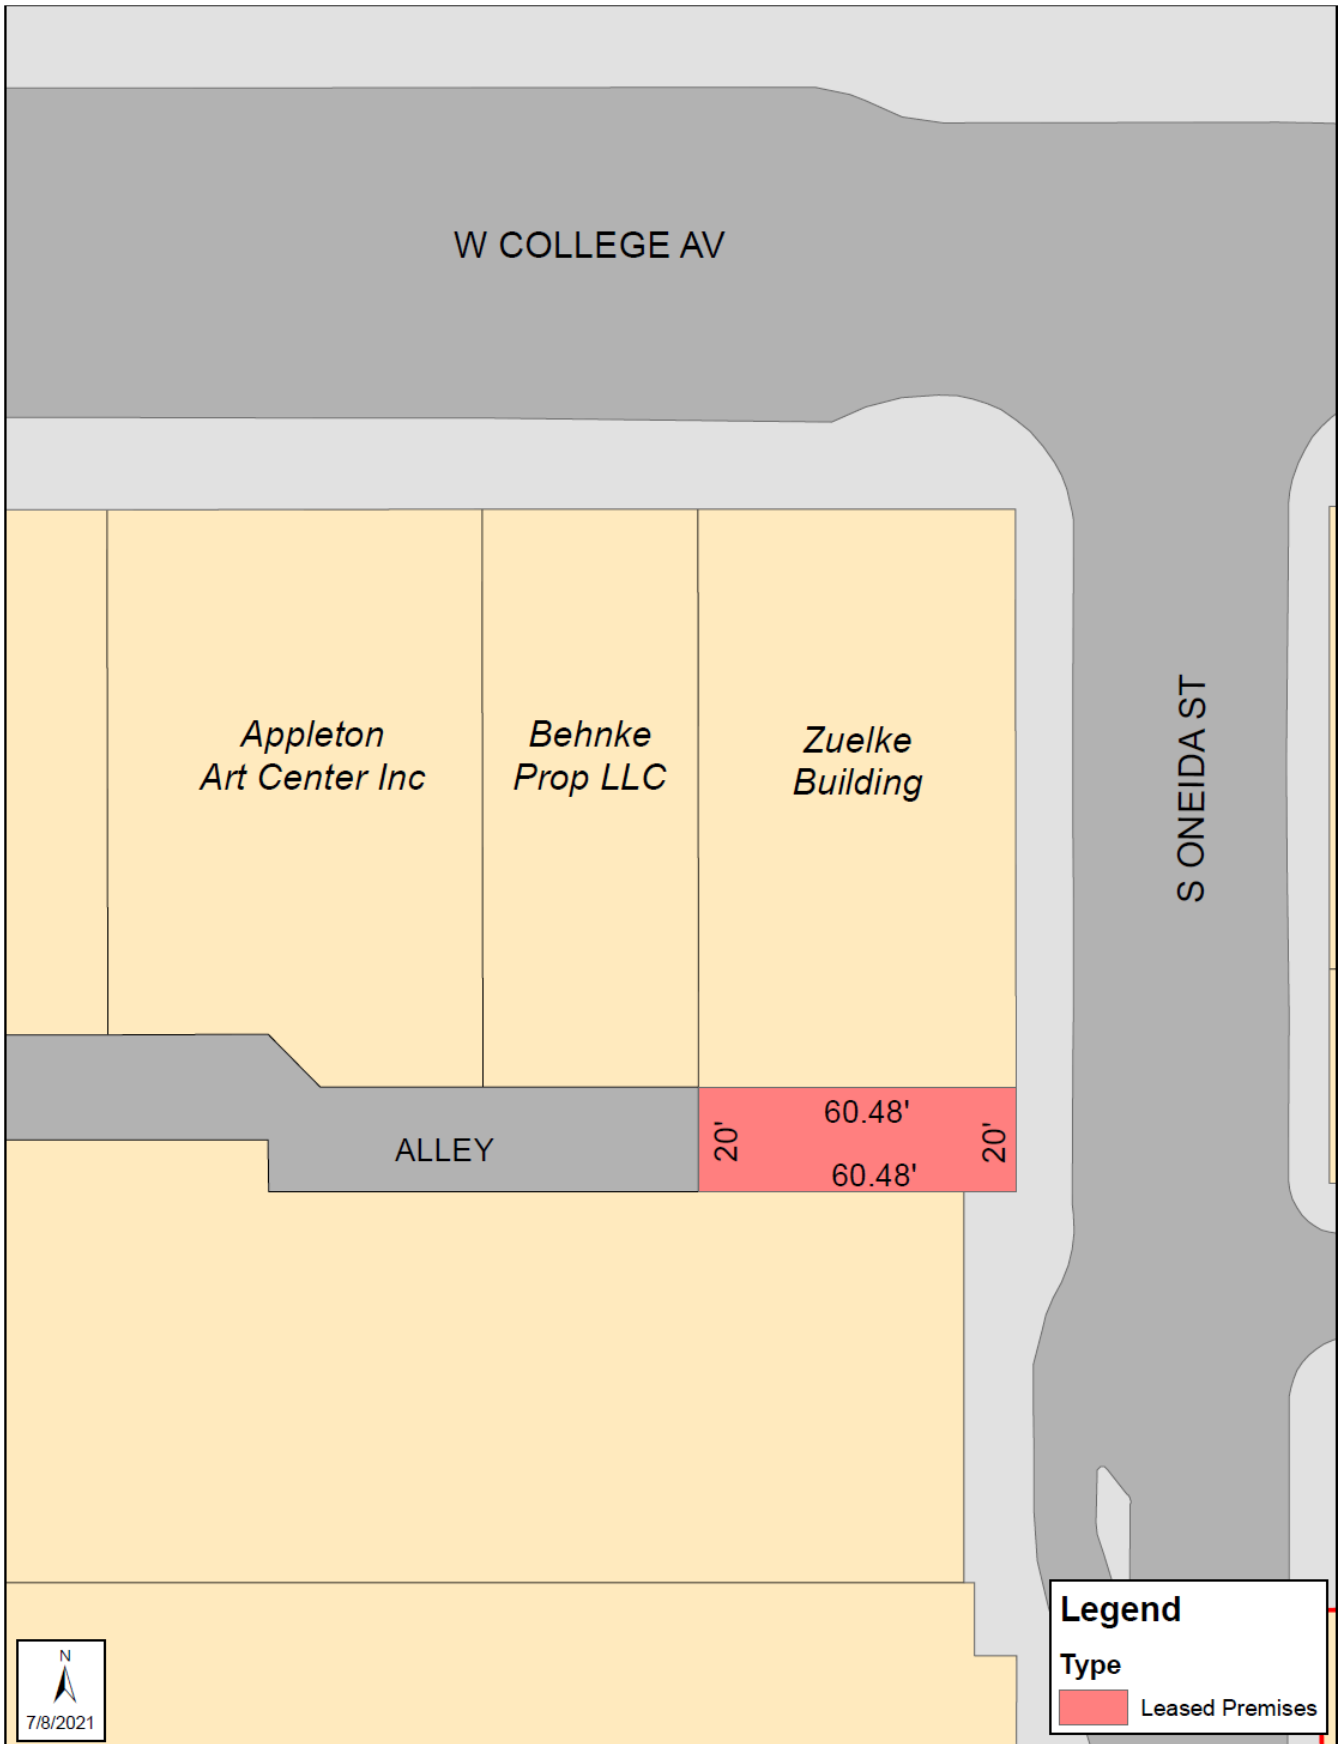 W COLLEGE AV
S ONEIDA ST
Appleton
Art Center Inc
Behnke
Prop LLC
Zuelke
Building
60.48'
20'
20'
60.48'
ALLEY
Legend
Type
Leased Premises
N
7/8/2021